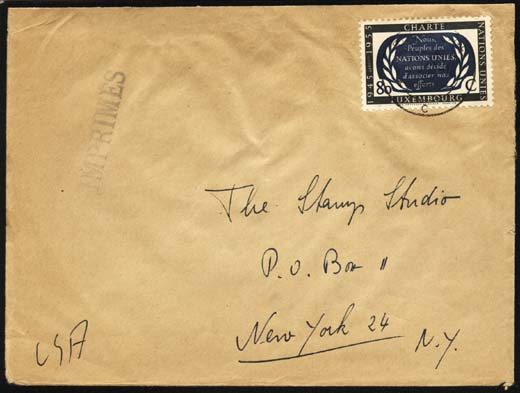 IMPRIMES
CHARTE
NATIONS UNIES
1945 1955
Nous,
Peuples des
NATIONS UNIES,
avons décidé
d'associer nos
efforts
80 C
LUXEMBOURG
C
The Stamp Studio
P.O. Box 11
New York 24
N.Y.
USA